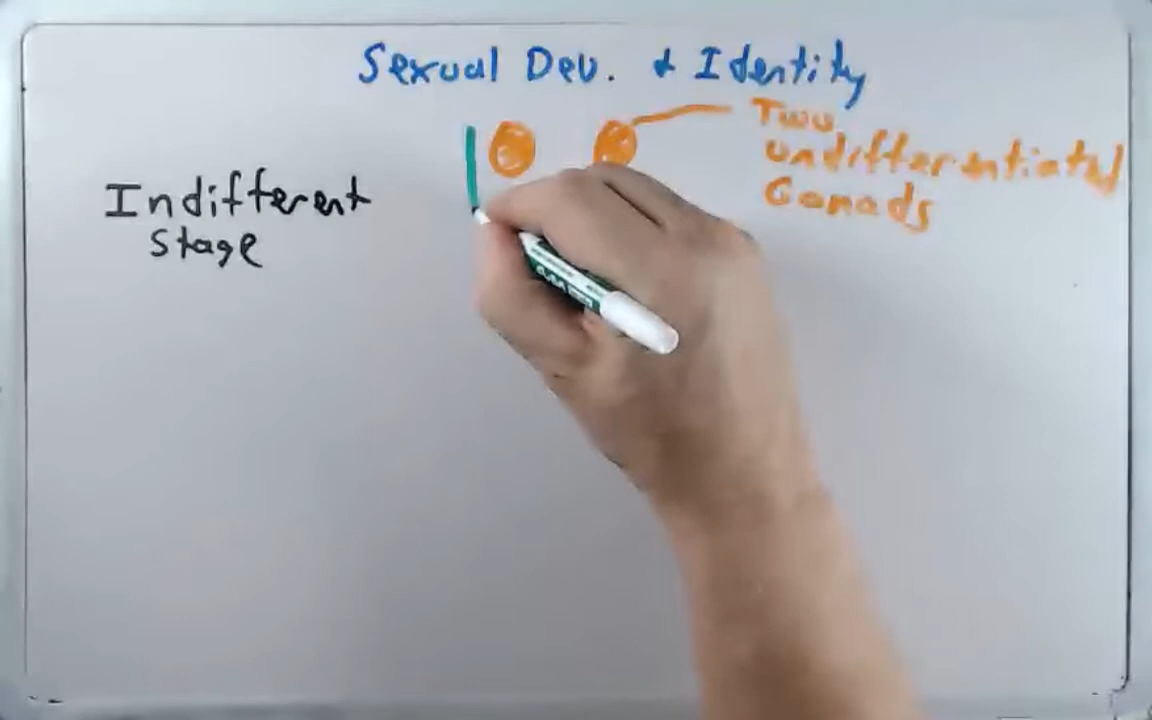 Sexual Dev. & Identity
Two
undifferentiated
Gonads
Indifferent
Stage